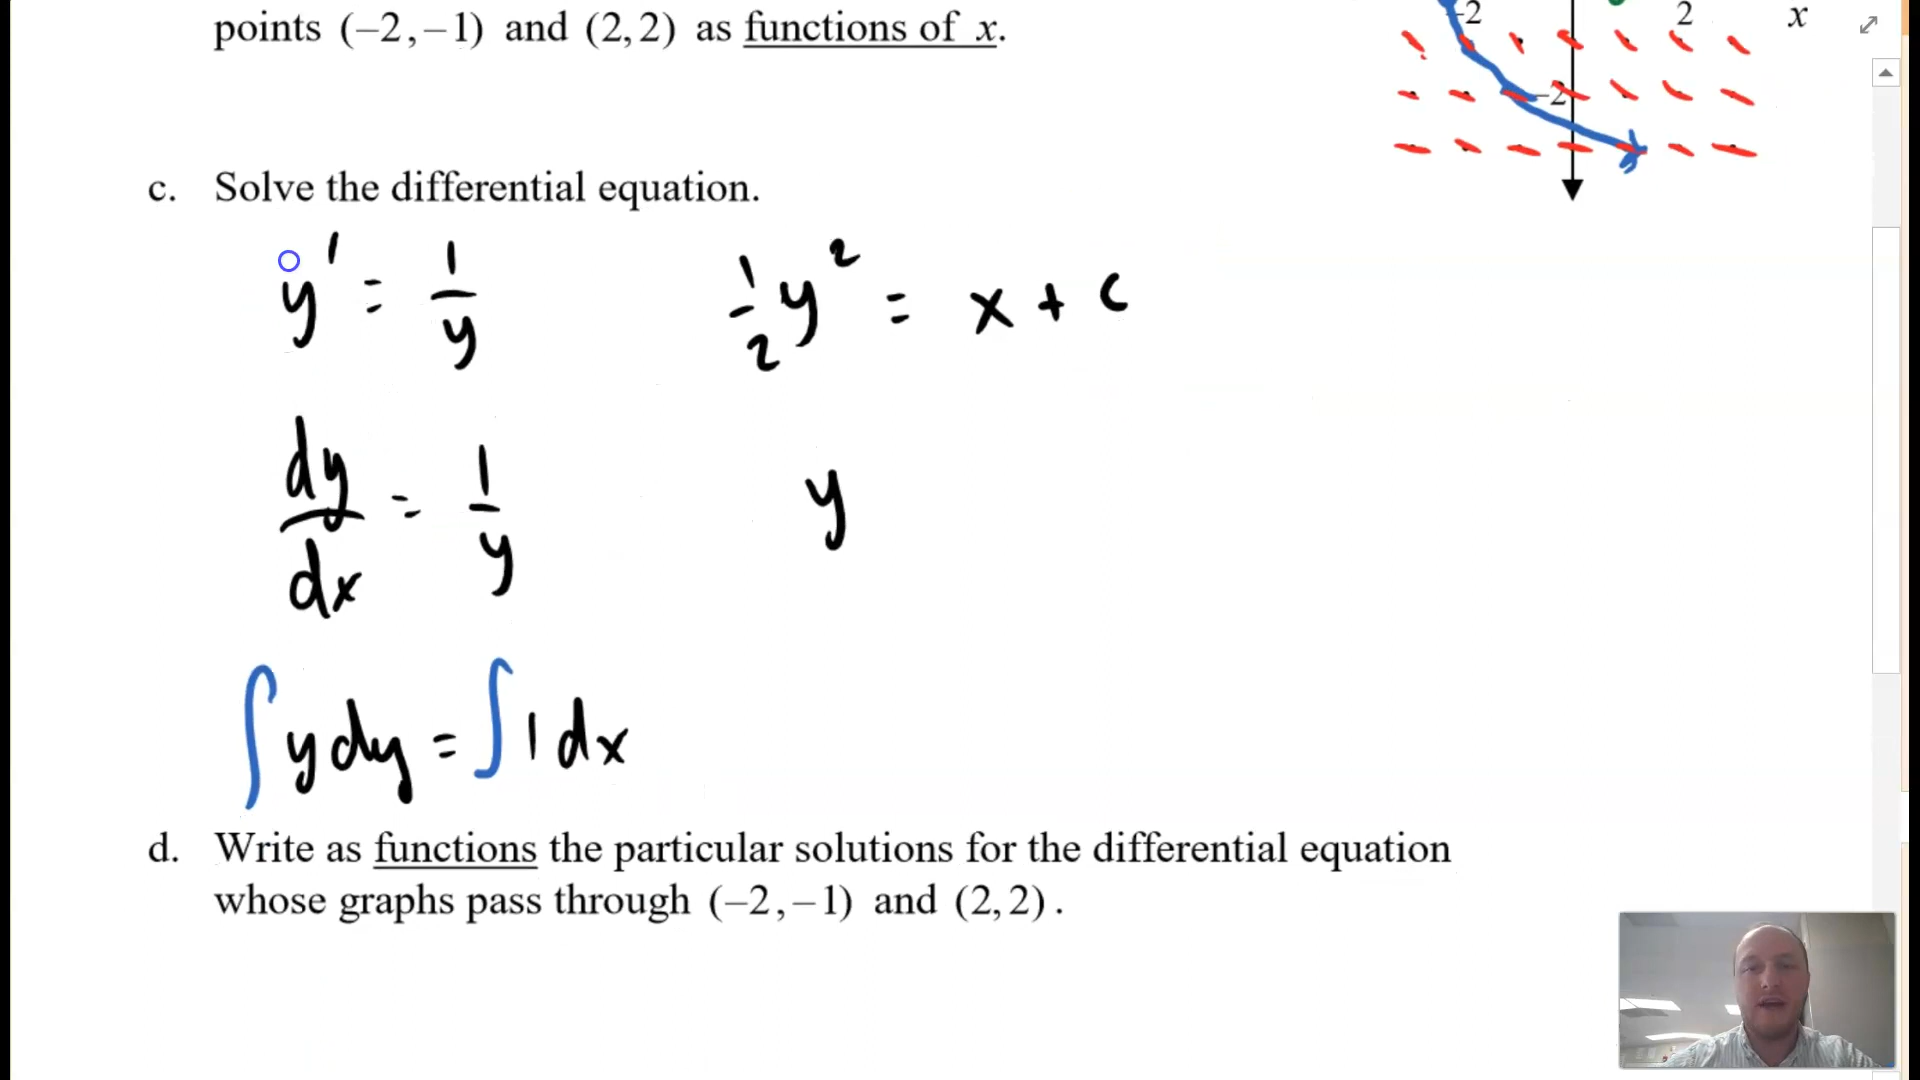 points (−2,−1) and (2,2) as functions of x.
−2 2 x
−2
c. Solve the differential equation.
y' = 1/y
1/2 y² = x + c
dy/dx = 1/y
y
∫ y dy = ∫ 1 dx
d. Write as functions the particular solutions for the differential equation
whose graphs pass through (−2,−1) and (2,2).